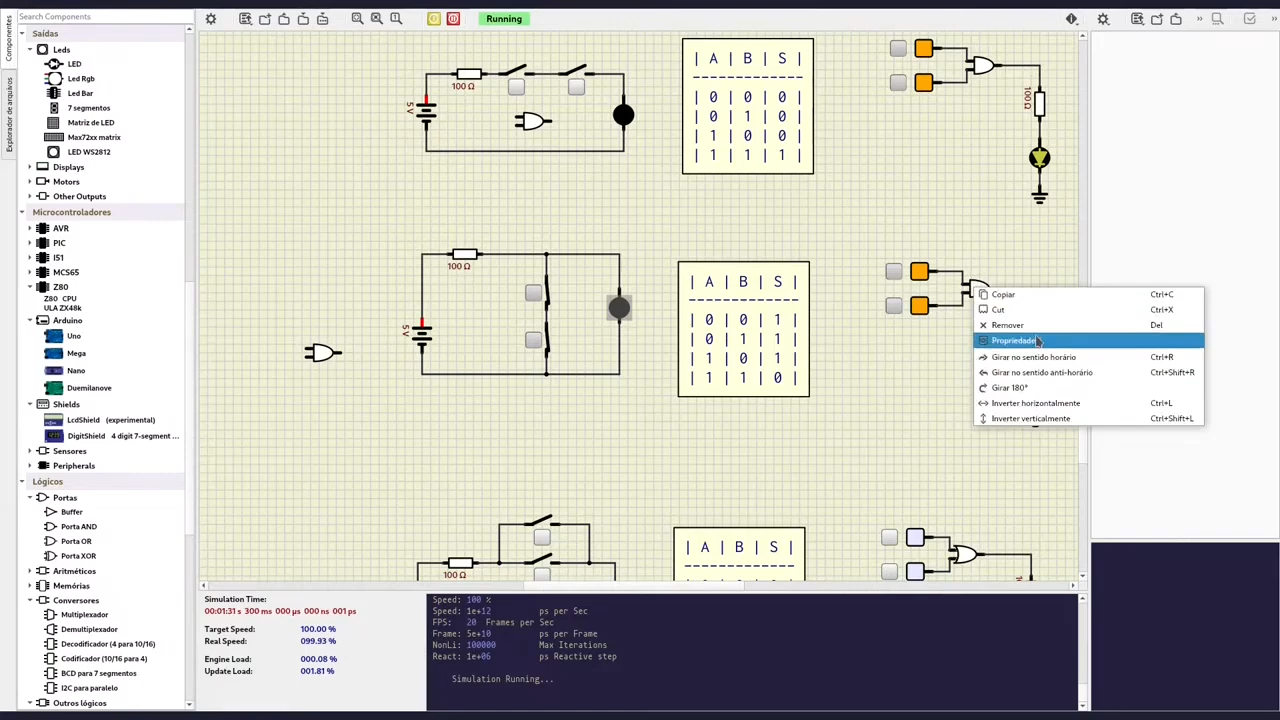 Componentes
Explorador de arquivos
Search Components
Saídas
Leds
LED
Led Rgb
Led Bar
7 segmentos
Matriz de LED
Max72xx matrix
LED WS2812
Displays
Motors
Other Outputs
Microcontroladores
AVR
PIC
I51
MCS65
Z80
Z80 CPU
ULA ZX48k
Arduino
Uno
Mega
Nano
Duemilanove
Shields
LcdShield (experimental)
DigitShield 4 digit 7-segment ...
Sensores
Peripherals
Lógicos
Portas
Buffer
Porta AND
Porta OR
Porta XOR
Aritméticos
Memórias
Conversores
Multiplexador
Demultiplexador
Decodificador (4 para 10/16)
Codificador (10/16 para 4)
BCD para 7 segmentos
I2C para paralelo
Outros lógicos
Running
100 Ω
5 V
| A | B | S |
-------------
| 0 | 0 | 0 |
| 0 | 1 | 0 |
| 1 | 0 | 0 |
| 1 | 1 | 1 |
100 Ω
100 Ω
5 V
| A | B | S |
-------------
| 0 | 0 | 1 |
| 0 | 1 | 1 |
| 1 | 0 | 1 |
| 1 | 1 | 0 |
Copiar Ctrl+C
Cut Ctrl+X
Remover Del
Propriedade
Girar no sentido horário Ctrl+R
Girar no sentido anti-horário Ctrl+Shift+R
Girar 180°
Inverter horizontalmente Ctrl+L
Inverter verticalmente Ctrl+Shift+L
100 Ω
| A | B | S |
-------------
Simulation Time:
00:01:31 s 300 ms 000 µs 000 ns 001 ps
Target Speed: 100.00 %
Real Speed: 099.93 %
Engine Load: 000.08 %
Update Load: 001.81 %
Speed: 100 %
Speed: 1e+12 ps per Sec
FPS: 20 Frames per Sec
Frame: 5e+10 ps per Frame
NonLi: 100000 Max Iterations
React: 1e+06 ps Reactive step
Simulation Running...